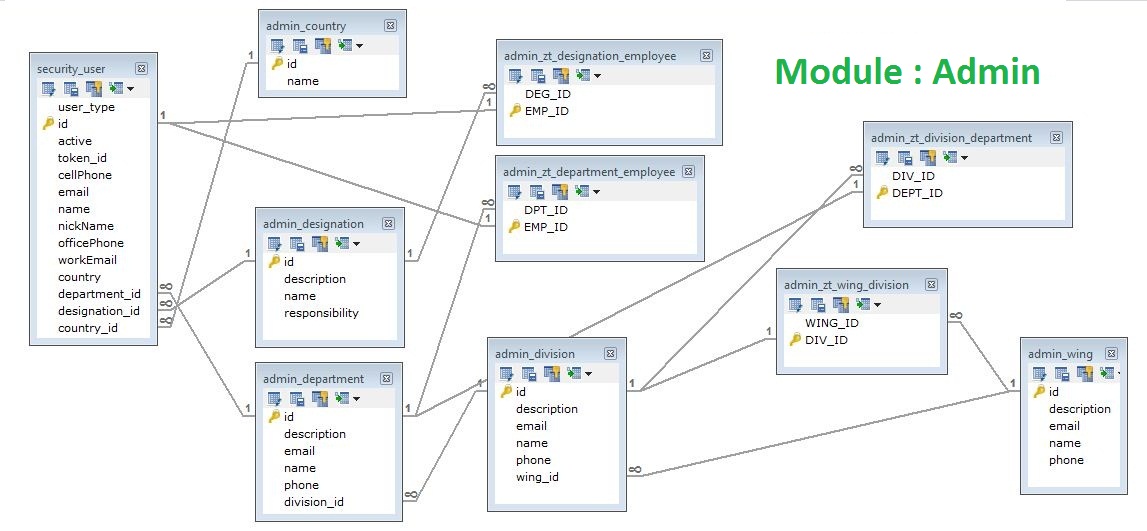 Module : Admin
security_user
user_type
id
active
token_id
cellPhone
email
name
nickName
officePhone
workEmail
country
department_id
designation_id
country_id
admin_country
id
name
admin_designation
id
description
name
responsibility
admin_department
id
description
email
name
phone
division_id
admin_zt_designation_employee
DEG_ID
EMP_ID
admin_zt_department_employee
DPT_ID
EMP_ID
admin_division
id
description
email
name
phone
wing_id
admin_zt_division_department
DIV_ID
DEPT_ID
admin_zt_wing_division
WING_ID
DIV_ID
admin_wing
id
description
email
name
phone
1
1
1
1
1
1
1
1
1
1
1
1
1
∞
∞
∞
∞
∞
∞
∞
∞
∞